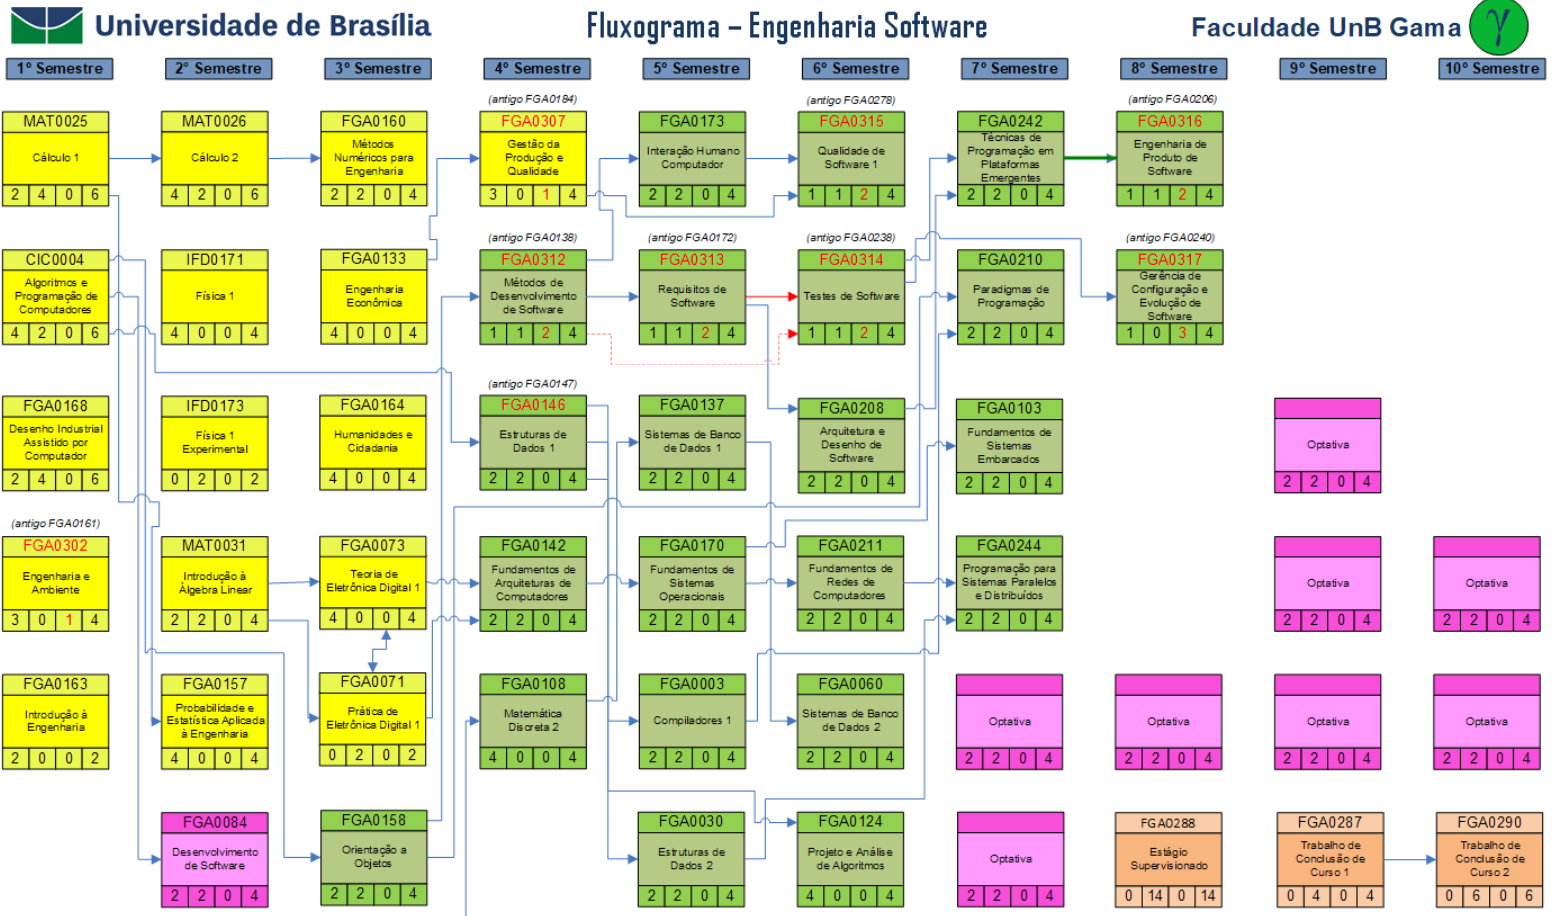 Universidade de Brasília
Fluxograma – Engenharia Software
Faculdade UnB Gama
γ
1º Semestre
2º Semestre
3º Semestre
4º Semestre
5º Semestre
6º Semestre
7º Semestre
8º Semestre
9º Semestre
10º Semestre
MAT0025
Cálculo 1
2 4 0 6
MAT0026
Cálculo 2
4 2 0 6
FGA0160
Métodos
Numéricos para
Engenharia
2 2 0 4
(antigo FGA0184)
FGA0307
Gestão da
Produção e
Qualidade
3 0 1 4
FGA0173
Interação Humano
Computador
2 2 0 4
(antigo FGA0278)
FGA0315
Qualidade de
Software 1
1 1 2 4
FGA0242
Técnicas de
Programação em
Plataformas
Emergentes
2 2 0 4
(antigo FGA0206)
FGA0316
Engenharia de
Produto de
Software
1 1 2 4
CIC0004
Algoritmos e
Programação de
Computadores
4 2 0 6
IFD0171
Física 1
4 0 0 4
FGA0133
Engenharia
Econômica
4 0 0 4
(antigo FGA0138)
FGA0312
Métodos de
Desenvolvimento
de Software
1 1 2 4
(antigo FGA0172)
FGA0313
Requisitos de
Software
1 1 2 4
(antigo FGA0238)
FGA0314
Testes de Software
1 1 2 4
FGA0210
Paradigmas de
Programação
2 2 0 4
(antigo FGA0240)
FGA0317
Gerência de
Configuração e
Evolução de
Software
1 0 3 4
FGA0168
Desenho Industrial
Assistido por
Computador
2 4 0 6
IFD0173
Física 1
Experimental
0 2 0 2
FGA0164
Humanidades e
Cidadania
4 0 0 4
(antigo FGA0147)
FGA0146
Estruturas de
Dados 1
2 2 0 4
FGA0137
Sistemas de Banco
de Dados 1
2 2 0 4
FGA0208
Arquitetura e
Desenho de
Software
2 2 0 4
FGA0103
Fundamentos de
Sistemas
Embarcados
2 2 0 4
Optativa
2 2 0 4
(antigo FGA0161)
FGA0302
Engenharia e
Ambiente
3 0 1 4
MAT0031
Introdução à
Álgebra Linear
2 2 0 4
FGA0073
Teoria de
Eletrônica Digital 1
4 0 0 4
FGA0142
Fundamentos de
Arquiteturas de
Computadores
2 2 0 4
FGA0170
Fundamentos de
Sistemas
Operacionais
2 2 0 4
FGA0211
Fundamentos de
Redes de
Computadores
2 2 0 4
FGA0244
Programação para
Sistemas Paralelos
e Distribuídos
2 2 0 4
Optativa
2 2 0 4
Optativa
2 2 0 4
FGA0163
Introdução à
Engenharia
2 0 0 2
FGA0157
Probabilidade e
Estatística Aplicada
à Engenharia
4 0 0 4
FGA0071
Prática de
Eletrônica Digital 1
0 2 0 2
FGA0108
Matemática
Discreta 2
4 0 0 4
FGA0003
Compiladores 1
2 2 0 4
FGA0060
Sistemas de Banco
de Dados 2
2 2 0 4
Optativa
2 2 0 4
Optativa
2 2 0 4
Optativa
2 2 0 4
Optativa
2 2 0 4
FGA0084
Desenvolvimento
de Software
2 2 0 4
FGA0158
Orientação a
Objetos
2 2 0 4
FGA0030
Estruturas de
Dados 2
2 2 0 4
FGA0124
Projeto e Análise
de Algoritmos
4 0 0 4
Optativa
2 2 0 4
FGA0288
Estágio
Supervisionado
0 14 0 14
FGA0287
Trabalho de
Conclusão de
Curso 1
0 4 0 4
FGA0290
Trabalho de
Conclusão de
Curso 2
0 6 0 6